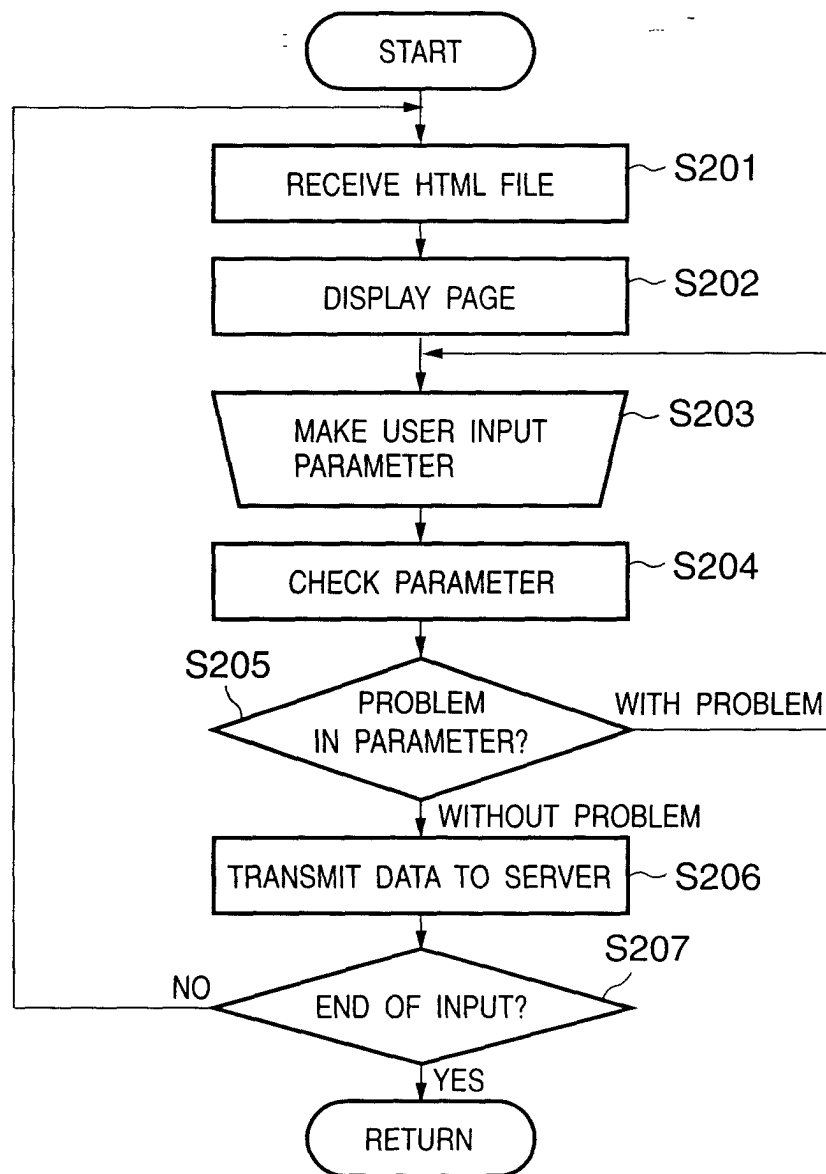 START
RECEIVE HTML FILE
S201
DISPLAY PAGE
S202
MAKE USER INPUT
PARAMETER
S203
CHECK PARAMETER
S204
S205
PROBLEM
IN PARAMETER?
WITH PROBLEM
WITHOUT PROBLEM
TRANSMIT DATA TO SERVER
S206
S207
NO
END OF INPUT?
YES
RETURN